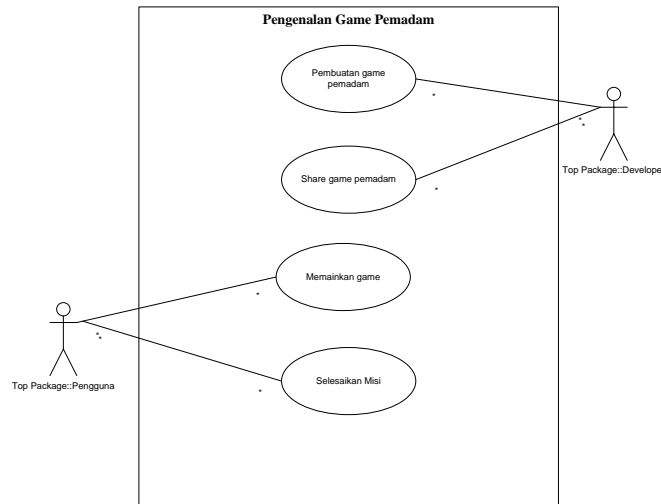 Pengenalan Game Pemadam
Pembuatan game
pemadam
*
*
*
Top Package::Develope
Share game pemadam
*
Memainkan game
*
*
*
Top Package::Pengguna
Selesaikan Misi
*